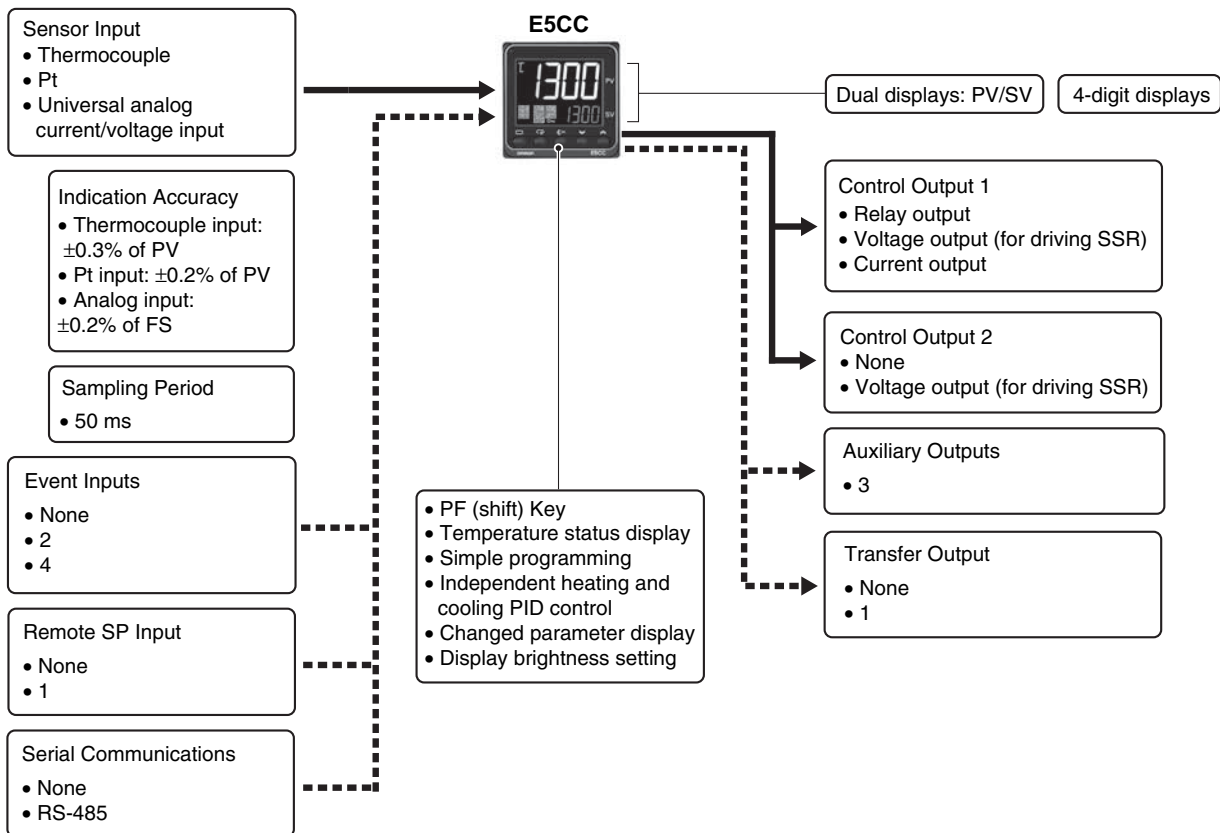 Sensor Input
• Thermocouple
• Pt
• Universal analog
current/voltage input
Indication Accuracy
• Thermocouple input:
±0.3% of PV
• Pt input: ±0.2% of PV
• Analog input:
±0.2% of FS
Sampling Period
• 50 ms
Event Inputs
• None
• 2
• 4
Remote SP Input
• None
• 1
Serial Communications
• None
• RS-485
E5CC
1300
PV
1300
SV
OMRON
E5CC
• PF (shift) Key
• Temperature status display
• Simple programming
• Independent heating and
cooling PID control
• Changed parameter display
• Display brightness setting
Dual displays: PV/SV
4-digit displays
Control Output 1
• Relay output
• Voltage output (for driving SSR)
• Current output
Control Output 2
• None
• Voltage output (for driving SSR)
Auxiliary Outputs
• 3
Transfer Output
• None
• 1